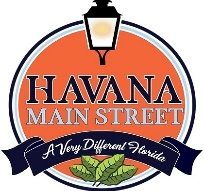 HAVANA
MAIN STREET
A Very Different Florida